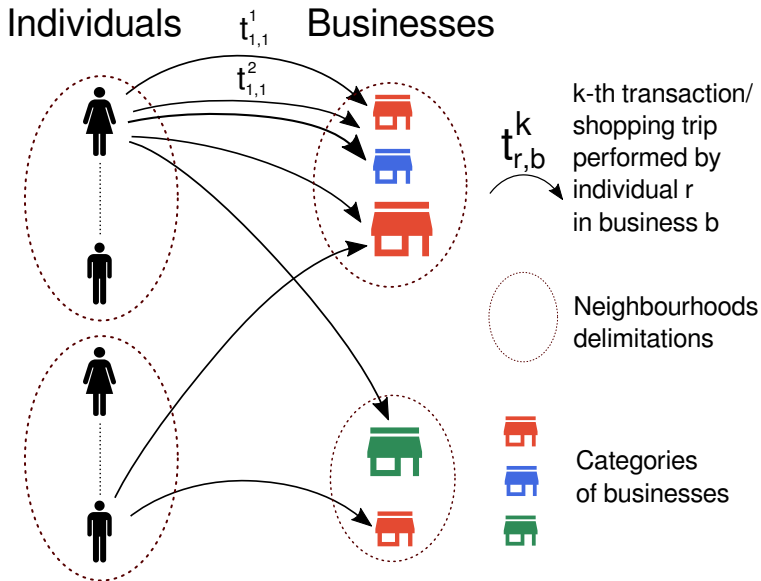 Individuals
Businesses
t^1_{1,1}
t^2_{1,1}
t^k_{r,b}
k-th transaction/
shopping trip
performed by
individual r
in business b
Neighbourhoods
delimitations
Categories
of businesses